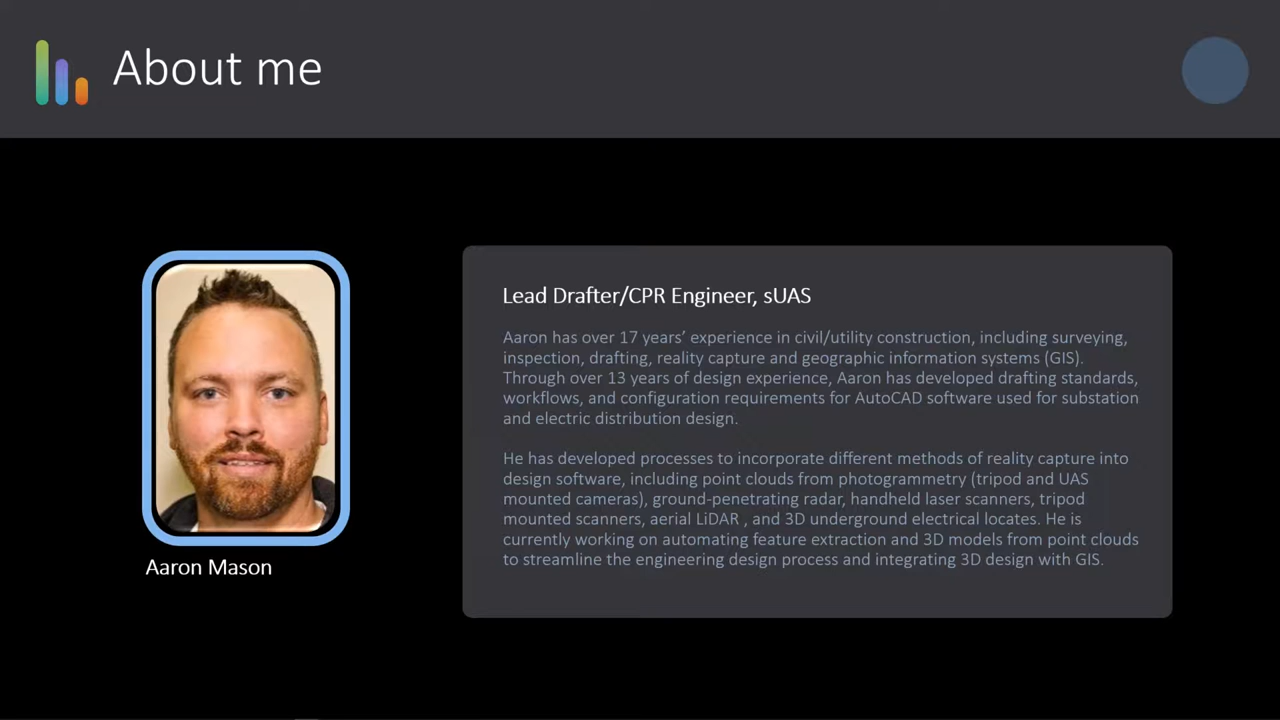 About me
Lead Drafter/CPR Engineer, sUAS
Aaron has over 17 years’ experience in civil/utility construction, including surveying,
inspection, drafting, reality capture and geographic information systems (GIS).
Through over 13 years of design experience, Aaron has developed drafting standards,
workflows, and configuration requirements for AutoCAD software used for substation
and electric distribution design.
He has developed processes to incorporate different methods of reality capture into
design software, including point clouds from photogrammetry (tripod and UAS
mounted cameras), ground-penetrating radar, handheld laser scanners, tripod
mounted scanners, aerial LiDAR , and 3D underground electrical locates. He is
currently working on automating feature extraction and 3D models from point clouds
to streamline the engineering design process and integrating 3D design with GIS.
Aaron Mason